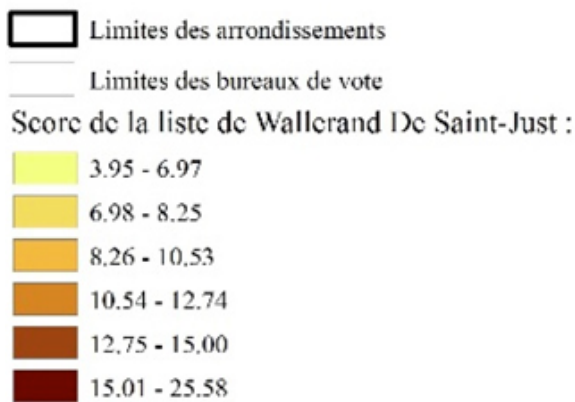 Limites des arrondissements
Limites des bureaux de vote
Score de la liste de Wallerand De Saint-Just :
3.95 - 6.97
6.98 - 8.25
8.26 - 10.53
10.54 - 12.74
12.75 - 15.00
15.01 - 25.58